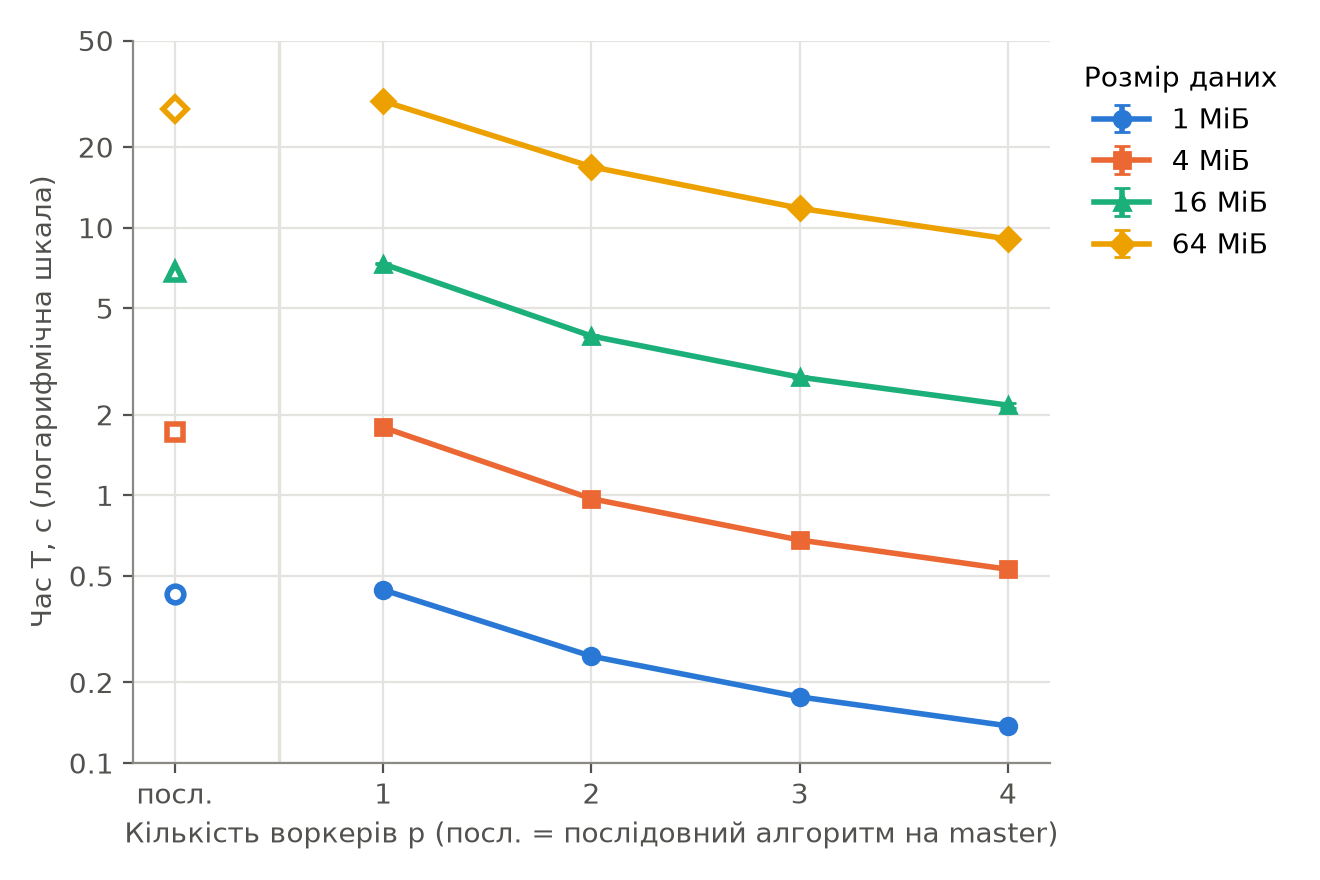 50
20
10
5
2
1
0.5
0.2
0.1
Час T, с (логарифмічна шкала)
посл. 1 2 3 4
Кількість воркерів p (посл. = послідовний алгоритм на master)
Розмір даних
1 МіБ
4 МіБ
16 МіБ
64 МіБ